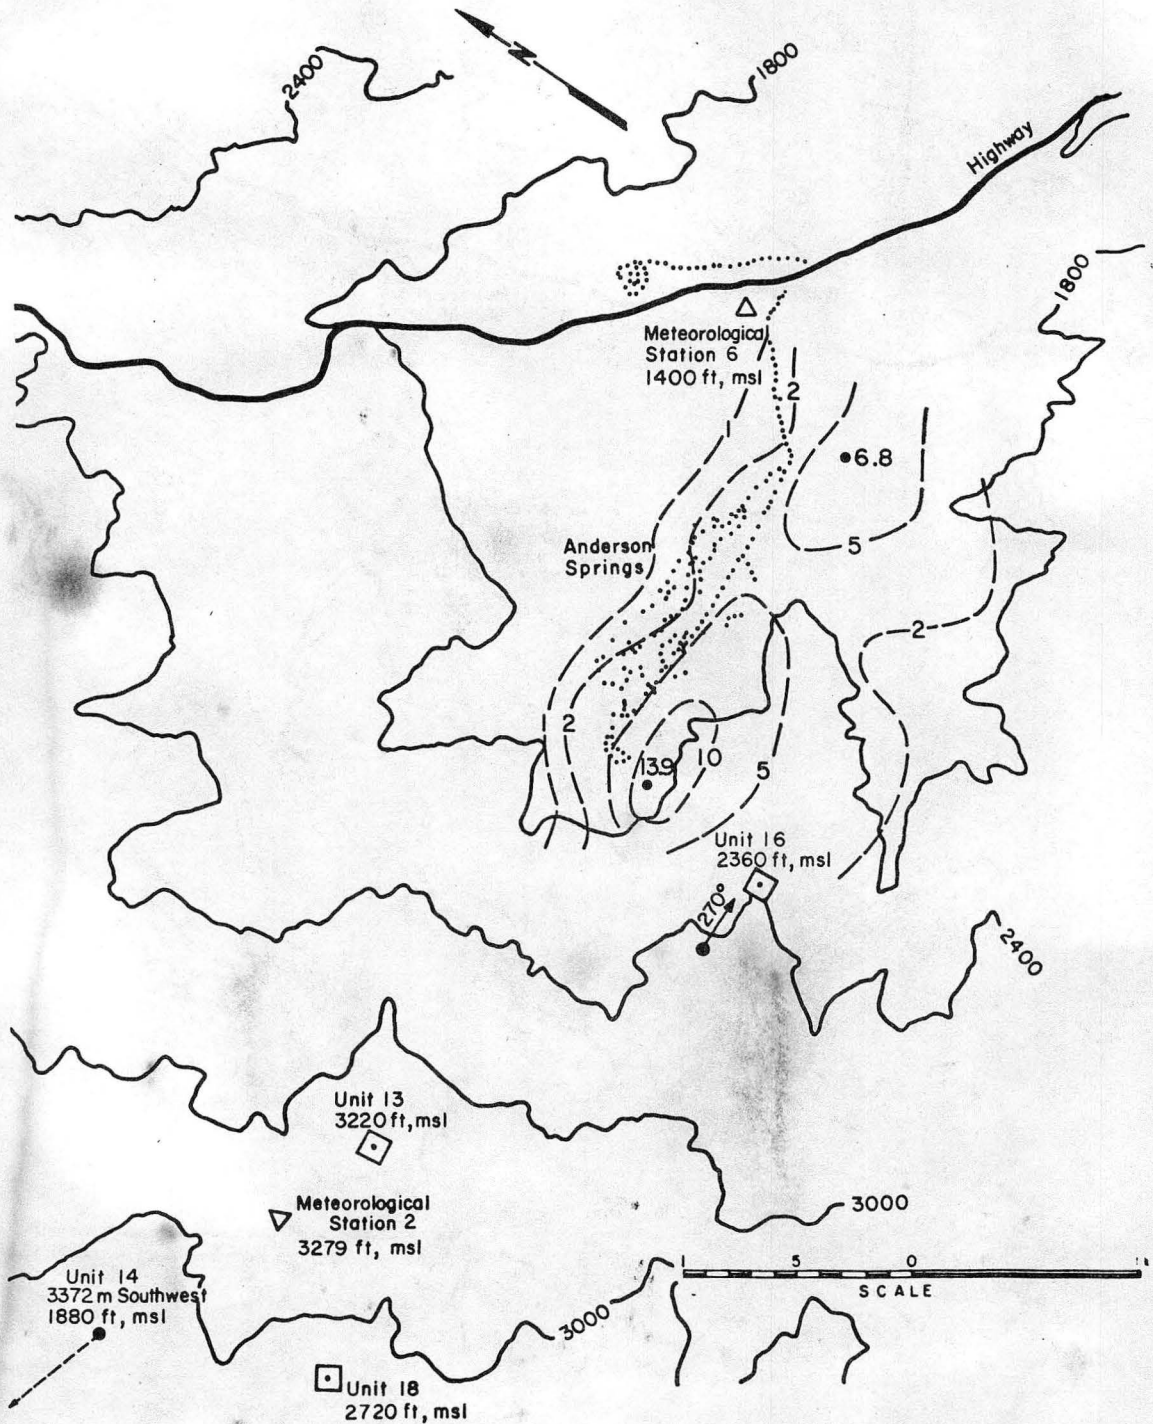 N
2400
1800
Highway
1800
Meteorological
Station 6
1400 ft, msl
2
1
6.8
Anderson
Springs
5
2
2
13.9
10
5
Unit 16
2360 ft, msl
270°
2400
Unit 13
3220 ft, msl
Meteorological
Station 2
3279 ft, msl
3000
Unit 14
3372 m Southwest
1880 ft, msl
1 5 0 1
SCALE
3000
Unit 18
2720 ft, msl